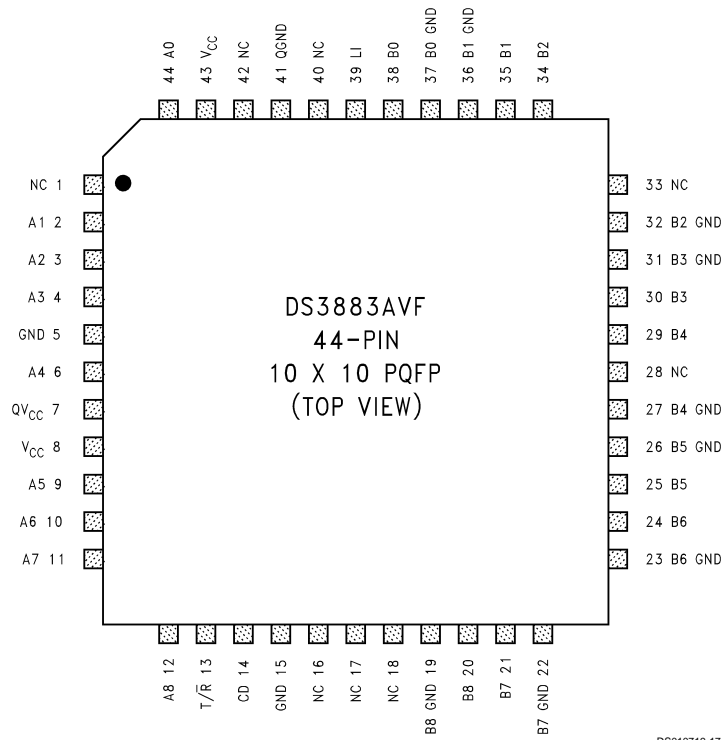 44 A0
43 VCC
42 NC
41 QGND
40 NC
39 LI
38 B0
37 B0 GND
36 B1 GND
35 B1
34 B2
NC 1
A1 2
A2 3
A3 4
GND 5
A4 6
QVCC 7
VCC 8
A5 9
A6 10
A7 11
DS3883AVF
44-PIN
10 X 10 PQFP
(TOP VIEW)
33 NC
32 B2 GND
31 B3 GND
30 B3
29 B4
28 NC
27 B4 GND
26 B5 GND
25 B5
24 B6
23 B6 GND
A8 12
T/R̅ 13
CD 14
GND 15
NC 16
NC 17
NC 18
B8 GND 19
B8 20
B7 21
B7 GND 22